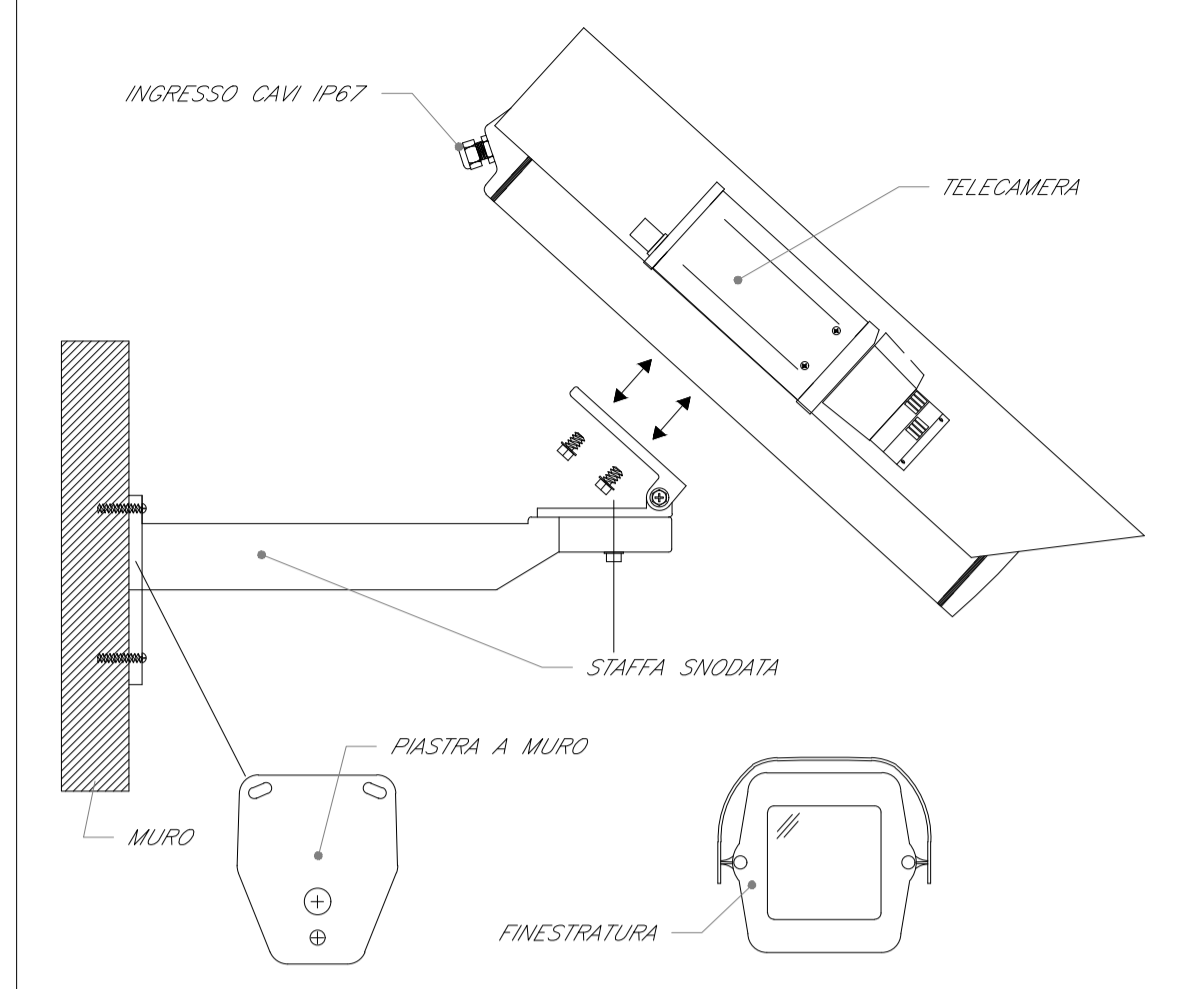 INGRESSO CAVI IP67
TELECAMERA
STAFFA SNODATA
PIASTRA A MURO
MURO
FINESTRATURA